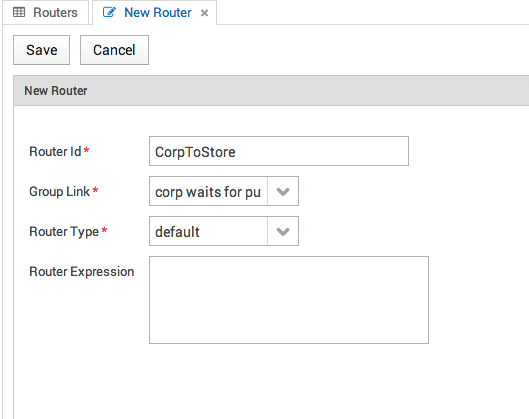 Routers New Router
Save Cancel
New Router
Router Id* CorpToStore
Group Link* corp waits for pu
Router Type* default
Router Expression